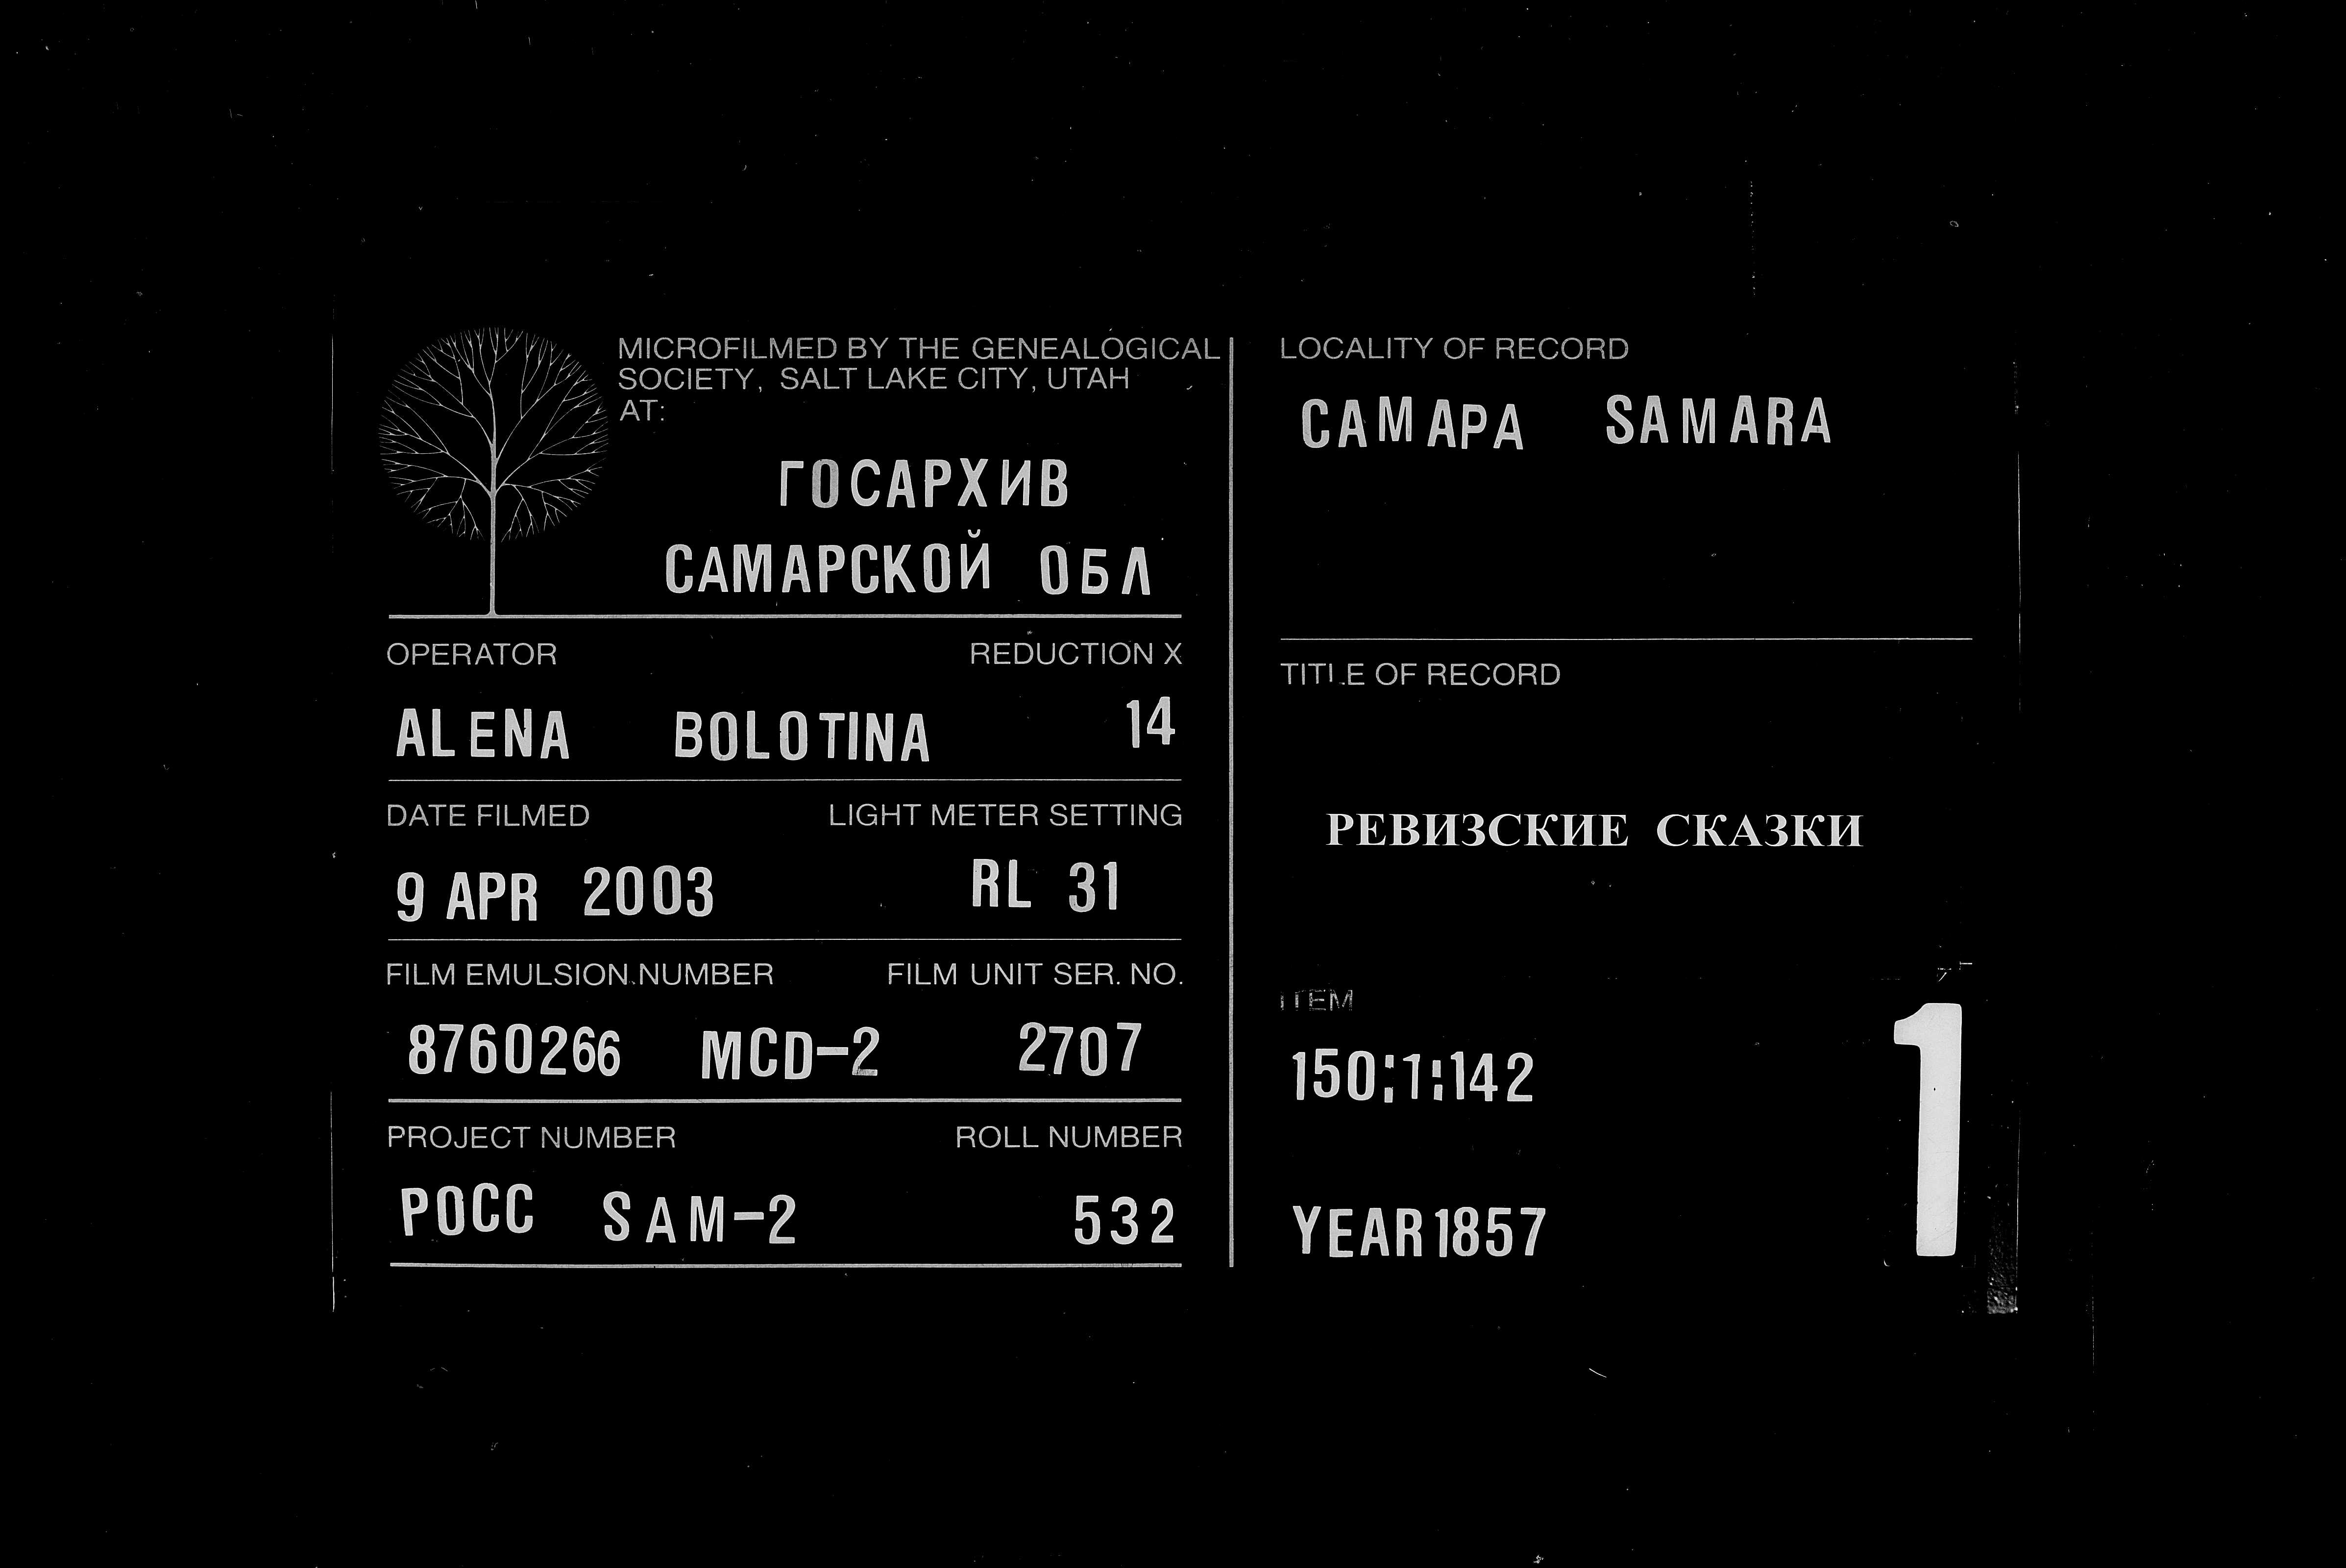 MICROFILMED BY THE GENEALOGICAL
SOCIETY, SALT LAKE CITY, UTAH
AT:
ГОСАРХИВ
САМАРСКОЙ ОБЛ
OPERATOR REDUCTION X
ALENA BOLOTINA 14
DATE FILMED LIGHT METER SETTING
9 APR 2003 RL 31
FILM EMULSION NUMBER FILM UNIT SER. NO.
8760266 MCD-2 2707
PROJECT NUMBER ROLL NUMBER
РОСС SAM-2 532
LOCALITY OF RECORD
САМАРА SAMARA
TITLE OF RECORD
РЕВИЗСКИЕ СКАЗКИ
ITEM
150:1:142
1
YEAR 1857